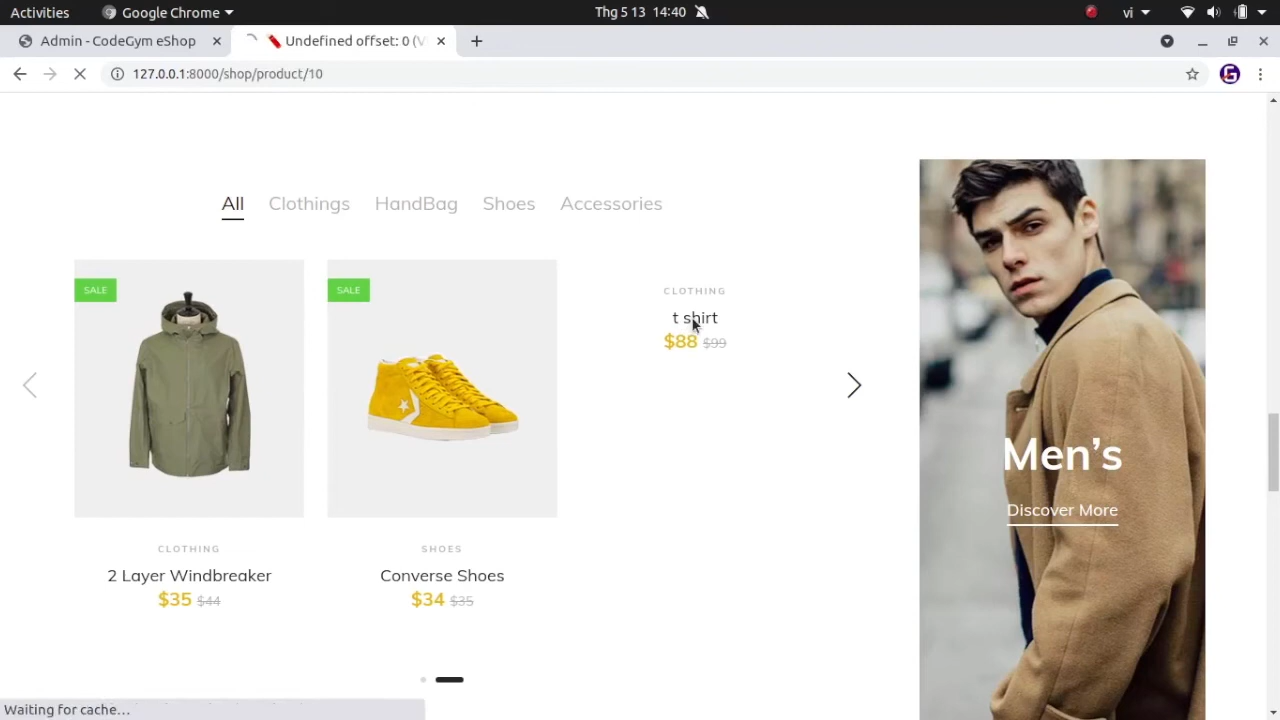 Activities
Google Chrome
Thg 5 13 14:40
vi
Admin - CodeGym eShop
Undefined offset: 0 (V
127.0.0.1:8000/shop/product/10
All
Clothings
HandBag
Shoes
Accessories
SALE
SALE
CLOTHING
t shirt
$88 $99
CLOTHING
2 Layer Windbreaker
$35 $44
SHOES
Converse Shoes
$34 $35
Men's
Discover More
Waiting for cache...